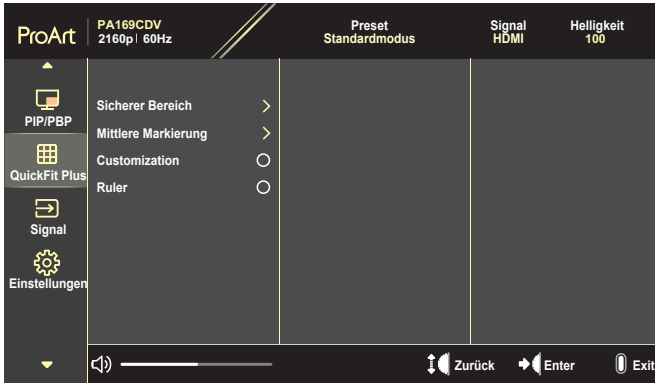 ProArt
PA169CDV
2160p | 60Hz
Preset
Standardmodus
Signal
HDMI
Helligkeit
100
PIP/PBP
QuickFit Plus
Signal
Einstellungen
Sicherer Bereich
Mittlere Markierung
Customization
Ruler
Zurück
Enter
Exit